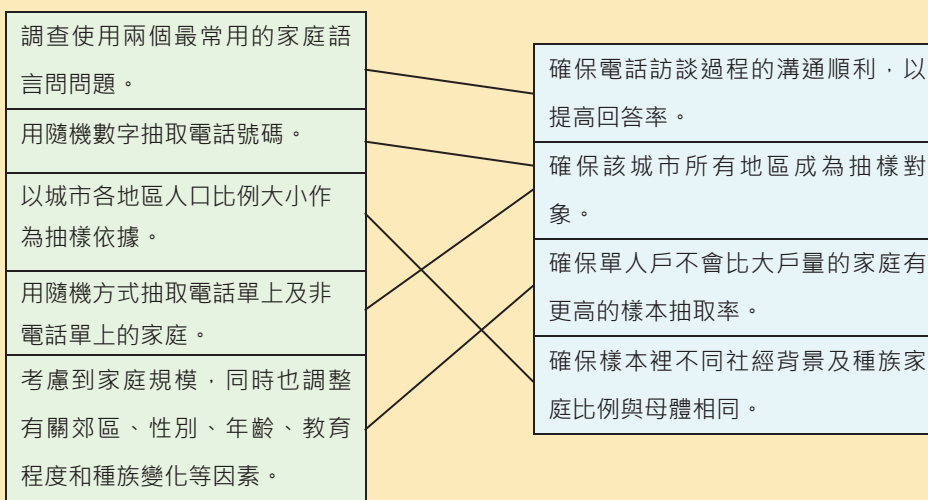 調查使用兩個最常用的家庭語
言問問題。
用隨機數字抽取電話號碼。
以城市各地區人口比例大小作
為抽樣依據。
用隨機方式抽取電話單上及非
電話單上的家庭。
考慮到家庭規模，同時也調整
有關郊區、性別、年齡、教育
程度和種族變化等因素。
確保電話訪談過程的溝通順利，以
提高回答率。
確保該城市所有地區成為抽樣對
象。
確保單人戶不會比大戶量的家庭有
更高的樣本抽取率。
確保樣本裡不同社經背景及種族家
庭比例與母體相同。